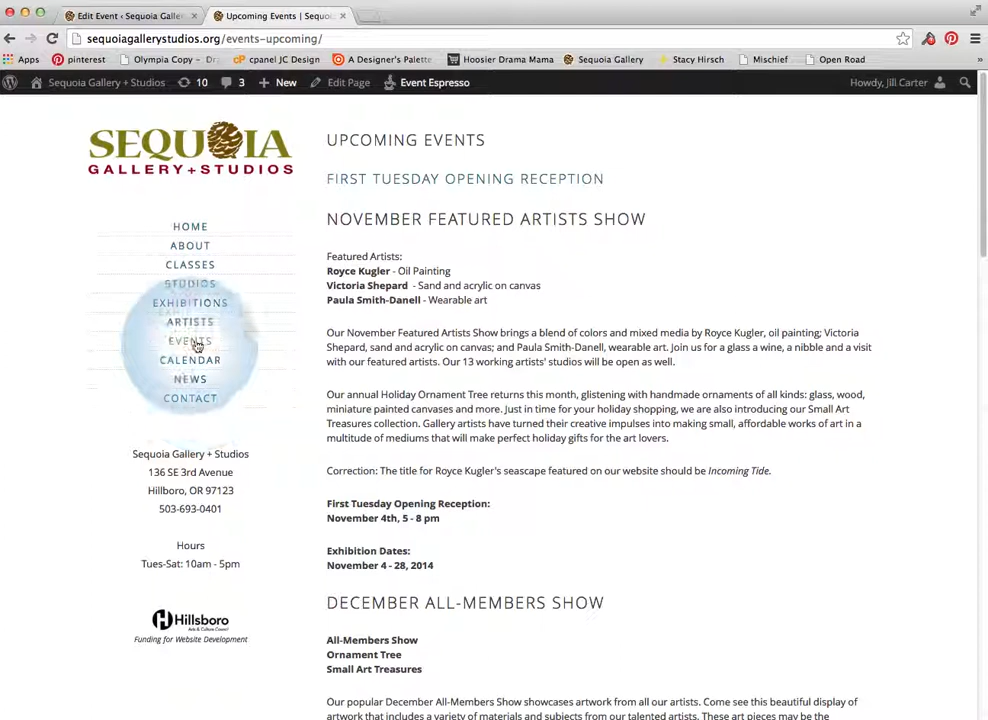 Edit Event ‹ Sequoia Galle
Upcoming Events | Sequoi
sequoiagallerystudios.org/events-upcoming/
Apps pinterest Olympia Copy - Dr cpanel JC Design A Designer's Palette Hoosier Drama Mama Sequoia Gallery Stacy Hirsch Mischief Open Road »
Sequoia Gallery + Studios 10 3 + New Edit Page Event Espresso Howdy, Jill Carter
SEQUOIA
GALLERY+STUDIOS
HOME
ABOUT
CLASSES
STUDIOS
EXHIBITIONS
ARTISTS
EVENTS
CALENDAR
NEWS
CONTACT
Sequoia Gallery + Studios
136 SE 3rd Avenue
Hillboro, OR 97123
503-693-0401
Hours
Tues-Sat: 10am - 5pm
Hillsboro
Arts & Culture Council
Funding for Website Development
UPCOMING EVENTS
FIRST TUESDAY OPENING RECEPTION
NOVEMBER FEATURED ARTISTS SHOW
Featured Artists:
Royce Kugler - Oil Painting
Victoria Shepard - Sand and acrylic on canvas
Paula Smith-Danell - Wearable art
Our November Featured Artists Show brings a blend of colors and mixed media by Royce Kugler, oil painting; Victoria
Shepard, sand and acrylic on canvas; and Paula Smith-Danell, wearable art. Join us for a glass a wine, a nibble and a visit
with our featured artists. Our 13 working artists' studios will be open as well.
Our annual Holiday Ornament Tree returns this month, glistening with handmade ornaments of all kinds: glass, wood,
miniature painted canvases and more. Just in time for your holiday shopping, we are also introducing our Small Art
Treasures collection. Gallery artists have turned their creative impulses into making small, affordable works of art in a
multitude of mediums that will make perfect holiday gifts for the art lovers.
Correction: The title for Royce Kugler's seascape featured on our website should be Incoming Tide.
First Tuesday Opening Reception:
November 4th, 5 - 8 pm
Exhibition Dates:
November 4 - 28, 2014
DECEMBER ALL-MEMBERS SHOW
All-Members Show
Ornament Tree
Small Art Treasures
Our popular December All-Members Show showcases artwork from all our artists. Come see this beautiful display of
artwork that includes a variety of materials and subjects from our talented artists. These art pieces may be the